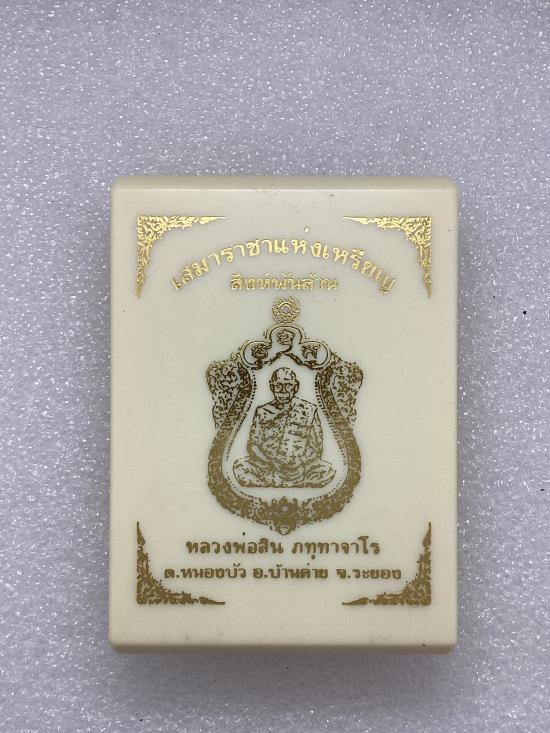 เสมาราชาแห่งเหรียญ
สิงห์พันล้าน
หลวงพ่อสิน ภทฺทาจาโร
ต.หนองบัว อ.บ้านค่าย จ.ระยอง